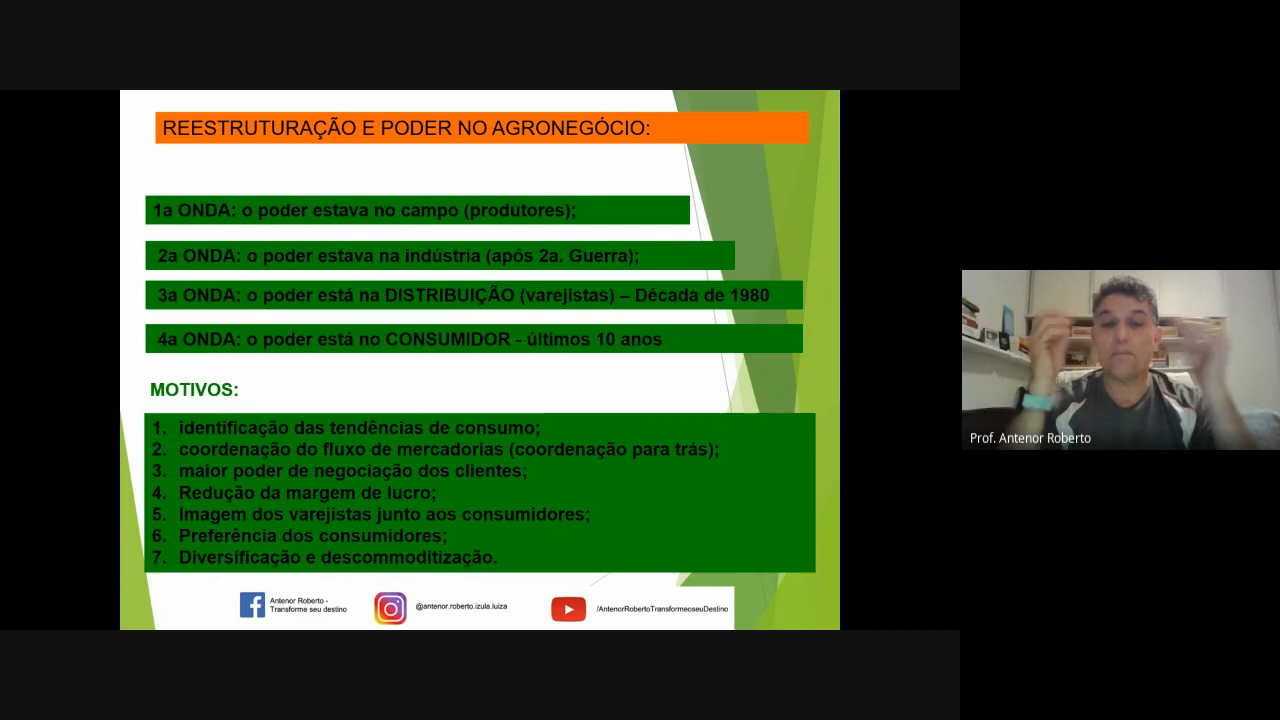 REESTRUTURAÇÃO E PODER NO AGRONEGÓCIO:
1a ONDA: o poder estava no campo (produtores);
2a ONDA: o poder estava na indústria (após 2a. Guerra);
3a ONDA: o poder está na DISTRIBUIÇÃO (varejistas) – Década de 1980
4a ONDA: o poder está no CONSUMIDOR - últimos 10 anos
MOTIVOS:
1. identificação das tendências de consumo;
2. coordenação do fluxo de mercadorias (coordenação para trás);
3. maior poder de negociação dos clientes;
4. Redução da margem de lucro;
5. Imagem dos varejistas junto aos consumidores;
6. Preferência dos consumidores;
7. Diversificação e descommoditização.
Antenor Roberto -
Transforme seu destino
@antenor.roberto.izula.luiza
/AntenorRobertoTransformeoseuDestino
Prof. Antenor Roberto